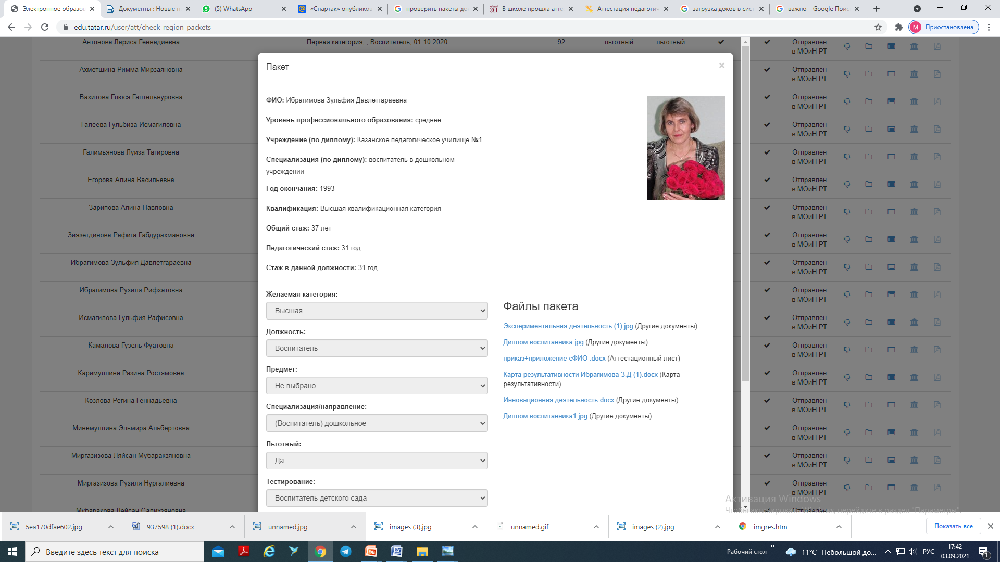 Электронное образов
Документы : Новые п
(5) WhatsApp
«Спартак» опубликов
проверить пакеты до
В школе прошла атте
Аттестация педагогич
загрузка доков в сист
важно – Google Поис
edu.tatar.ru/user/att/check-region-packets
М Приостановлена
Антонова Лариса Геннадиевна Первая категория, , Воспитатель, 01.10.2020 92 льготный льготный Отправлен
в МОиН РТ
Ахметшина Римма Мирзаяновна Отправлен
в МОиН РТ
Вахитова Глюся Гаптельнуровна Отправлен
в МОиН РТ
Галеева Гульбиза Исмагиловна Отправлен
в МОиН РТ
Галимьянова Луиза Тагировна Отправлен
в МОиН РТ
Егорова Алина Васильевна Отправлен
в МОиН РТ
Зарипова Алина Павловна Отправлен
в МОиН РТ
Зиязетдинова Рафига Габдурахмановна Отправлен
в МОиН РТ
Ибрагимова Зульфия Давлетгараевна Отправлен
в МОиН РТ
Ибрагимова Рузиля Рифхатовна Отправлен
в МОиН РТ
Исмагилова Гульфия Рафисовна Отправлен
в МОиН РТ
Камалова Гузель Фуатовна Отправлен
в МОиН РТ
Каримуллина Разина Ростямовна Отправлен
в МОиН РТ
Козлова Регина Геннадьевна Отправлен
в МОиН РТ
Минемуллина Эльмира Альбертовна Отправлен
в МОиН РТ
Миргазизова Ляйсан Мубаракзяновна Отправлен
в МОиН РТ
Миргазизова Рузиля Нургалиевна Отправлен
в МОиН РТ
Пакет
×
ФИО: Ибрагимова Зульфия Давлетгараевна
Уровень профессионального образования: среднее
Учреждение (по диплому): Казанское педагогическое училище №1
Специализация (по диплому): воспитатель в дошкольном
учреждении
Год окончания: 1993
Квалификация: Высшая квалификационная категория
Общий стаж: 37 лет
Педагогический стаж: 31 год
Стаж в данной должности: 31 год
Желаемая категория:
Высшая
Должность:
Воспитатель
Предмет:
Не выбрано
Специализация/направление:
(Воспитатель) дошкольное
Льготный:
Да
Тестирование:
Воспитатель детского сада
Файлы пакета
Экспериментальная деятельность (1).jpg (Другие документы)
Диплом воспитанника.jpg (Другие документы)
приказ+приложение сФИО .docx (Аттестационный лист)
Карта результативности Ибрагимова З.Д (1).docx (Карта
результативности)
Инновационная деятельность.docx (Другие документы)
Диплом воспитанника1.jpg (Другие документы)
Активация Windows
Чтобы активировать Windows, перейдите в раздел "Параметры".
5ea170dfae602.jpg
937598 (1).docx
unnamed.jpg
images (3).jpg
unnamed.gif
images (2).jpg
imgres.htm
Показать все
Введите здесь текст для поиска
Рабочий стол
11°C Небольшой до...
РУС
17:42
03.09.2021
1